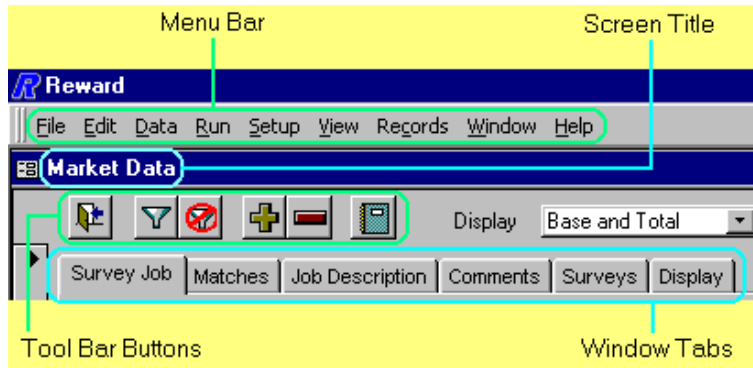 Menu Bar Screen Title
R Reward
File Edit Data Run Setup View Records Window Help
Market Data
Display Base and Total
Survey Job Matches Job Description Comments Surveys Display
Tool Bar Buttons Window Tabs